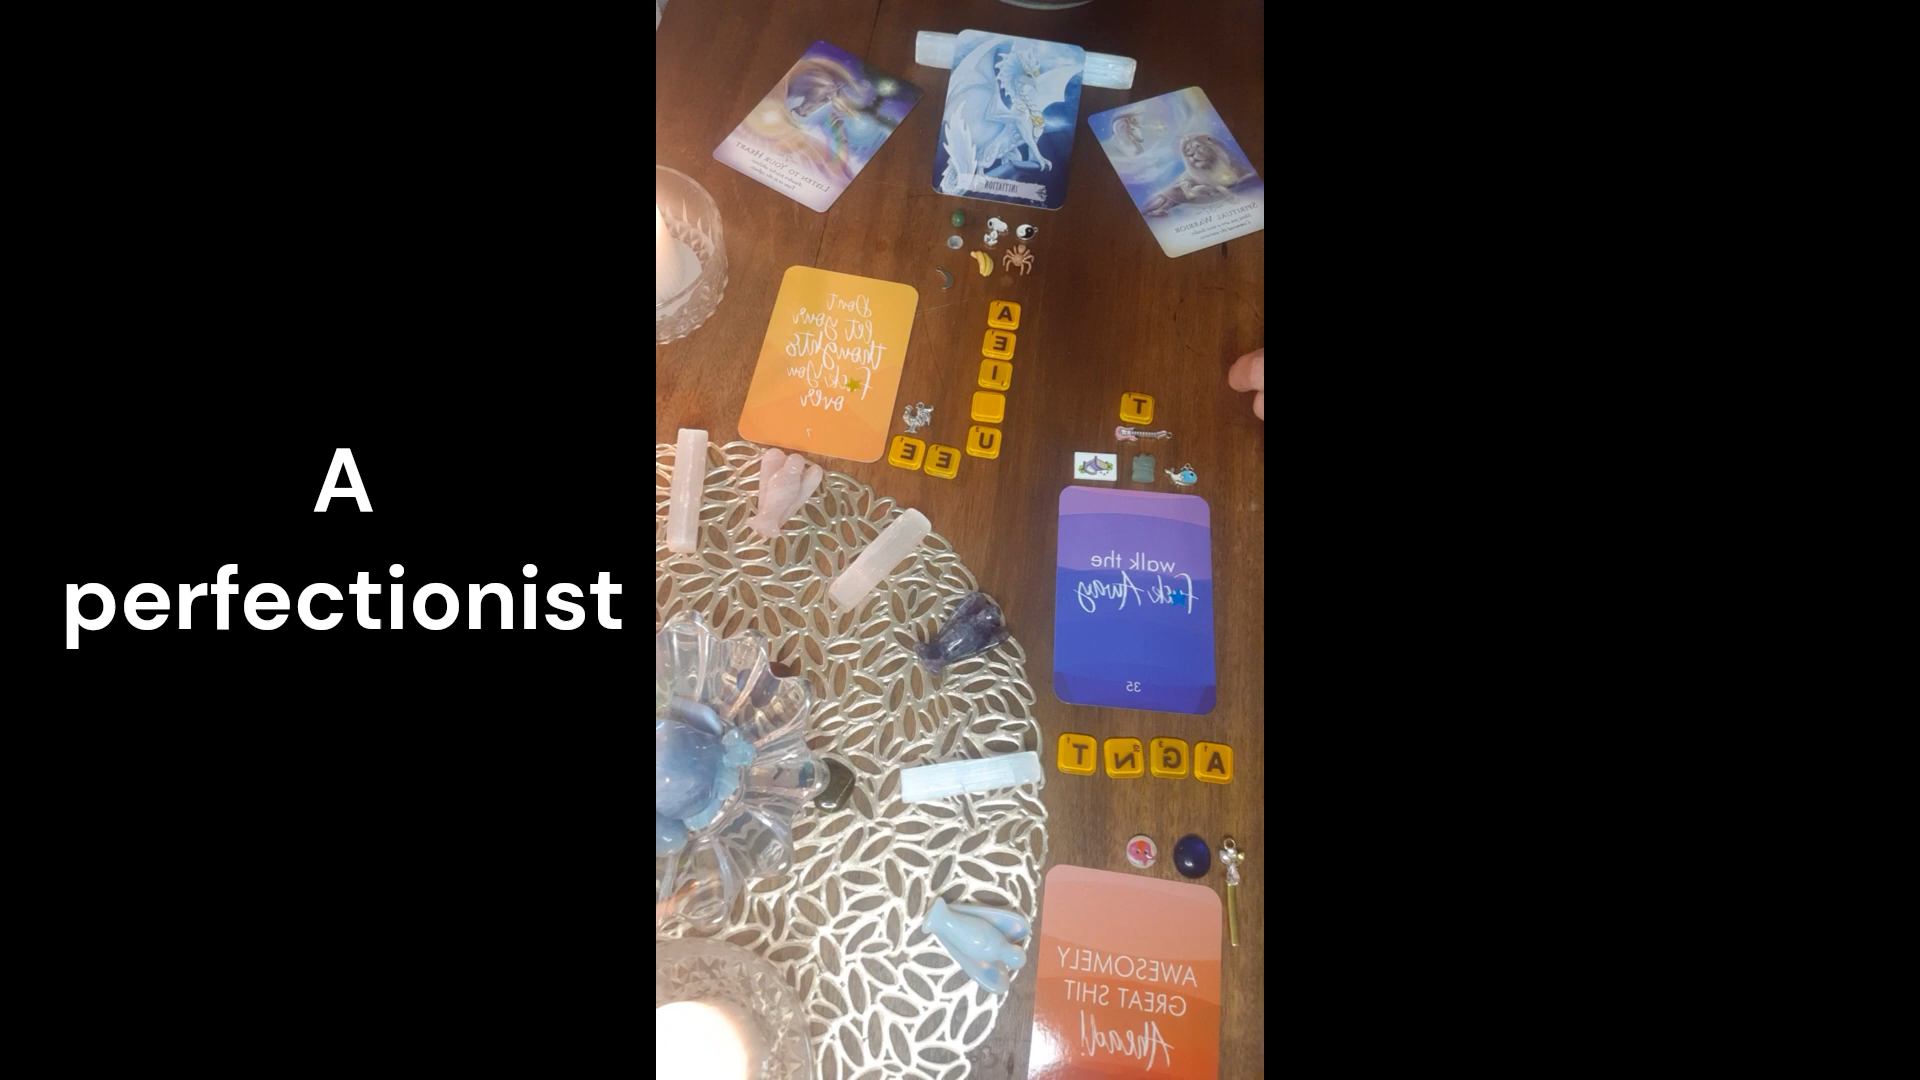 A
perfectionist
LISTEN TO YOUR HEART
INITIATION
SPIRITUAL WARRIOR
Don't
let your
thoughts
F★ck You
over
7
A
E
I
U
E E
T
walk the
F★ck Away
35
T N G A
AWESOMELY
GREAT SHIT
Ahead!